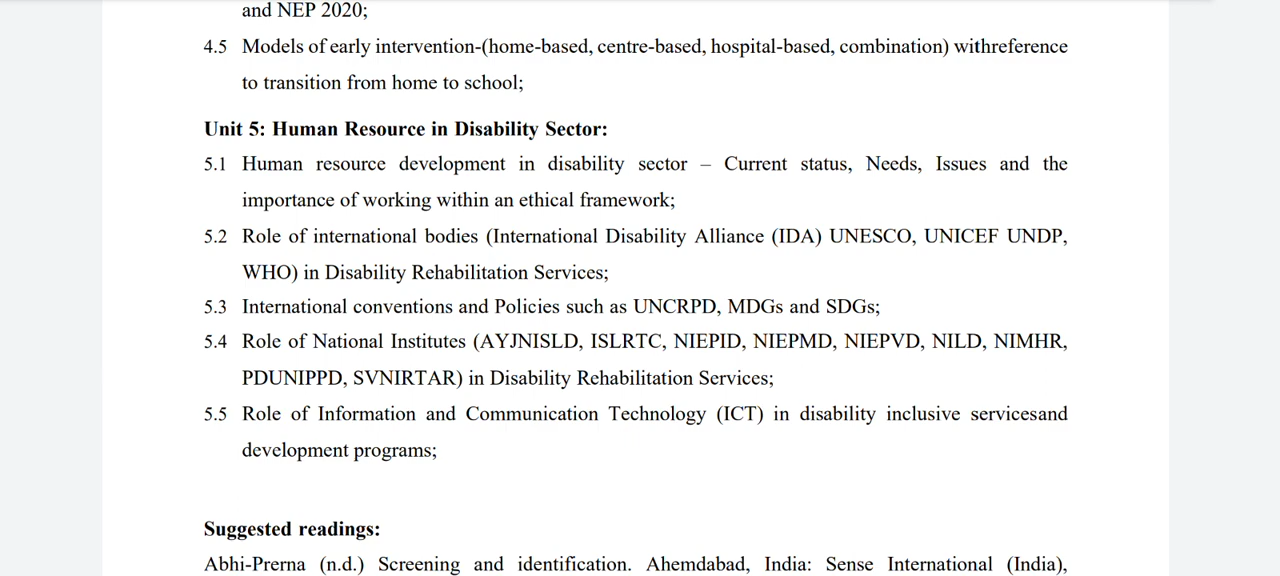 and NEP 2020;
4.5 Models of early intervention-(home-based, centre-based, hospital-based, combination) withreference
to transition from home to school;
Unit 5: Human Resource in Disability Sector:
5.1 Human resource development in disability sector – Current status, Needs, Issues and the
importance of working within an ethical framework;
5.2 Role of international bodies (International Disability Alliance (IDA) UNESCO, UNICEF UNDP,
WHO) in Disability Rehabilitation Services;
5.3 International conventions and Policies such as UNCRPD, MDGs and SDGs;
5.4 Role of National Institutes (AYJNISLD, ISLRTC, NIEPID, NIEPMD, NIEPVD, NILD, NIMHR,
PDUNIPPD, SVNIRTAR) in Disability Rehabilitation Services;
5.5 Role of Information and Communication Technology (ICT) in disability inclusive servicesand
development programs;
Suggested readings:
Abhi-Prerna (n.d.) Screening and identification. Ahemdabad, India: Sense International (India),